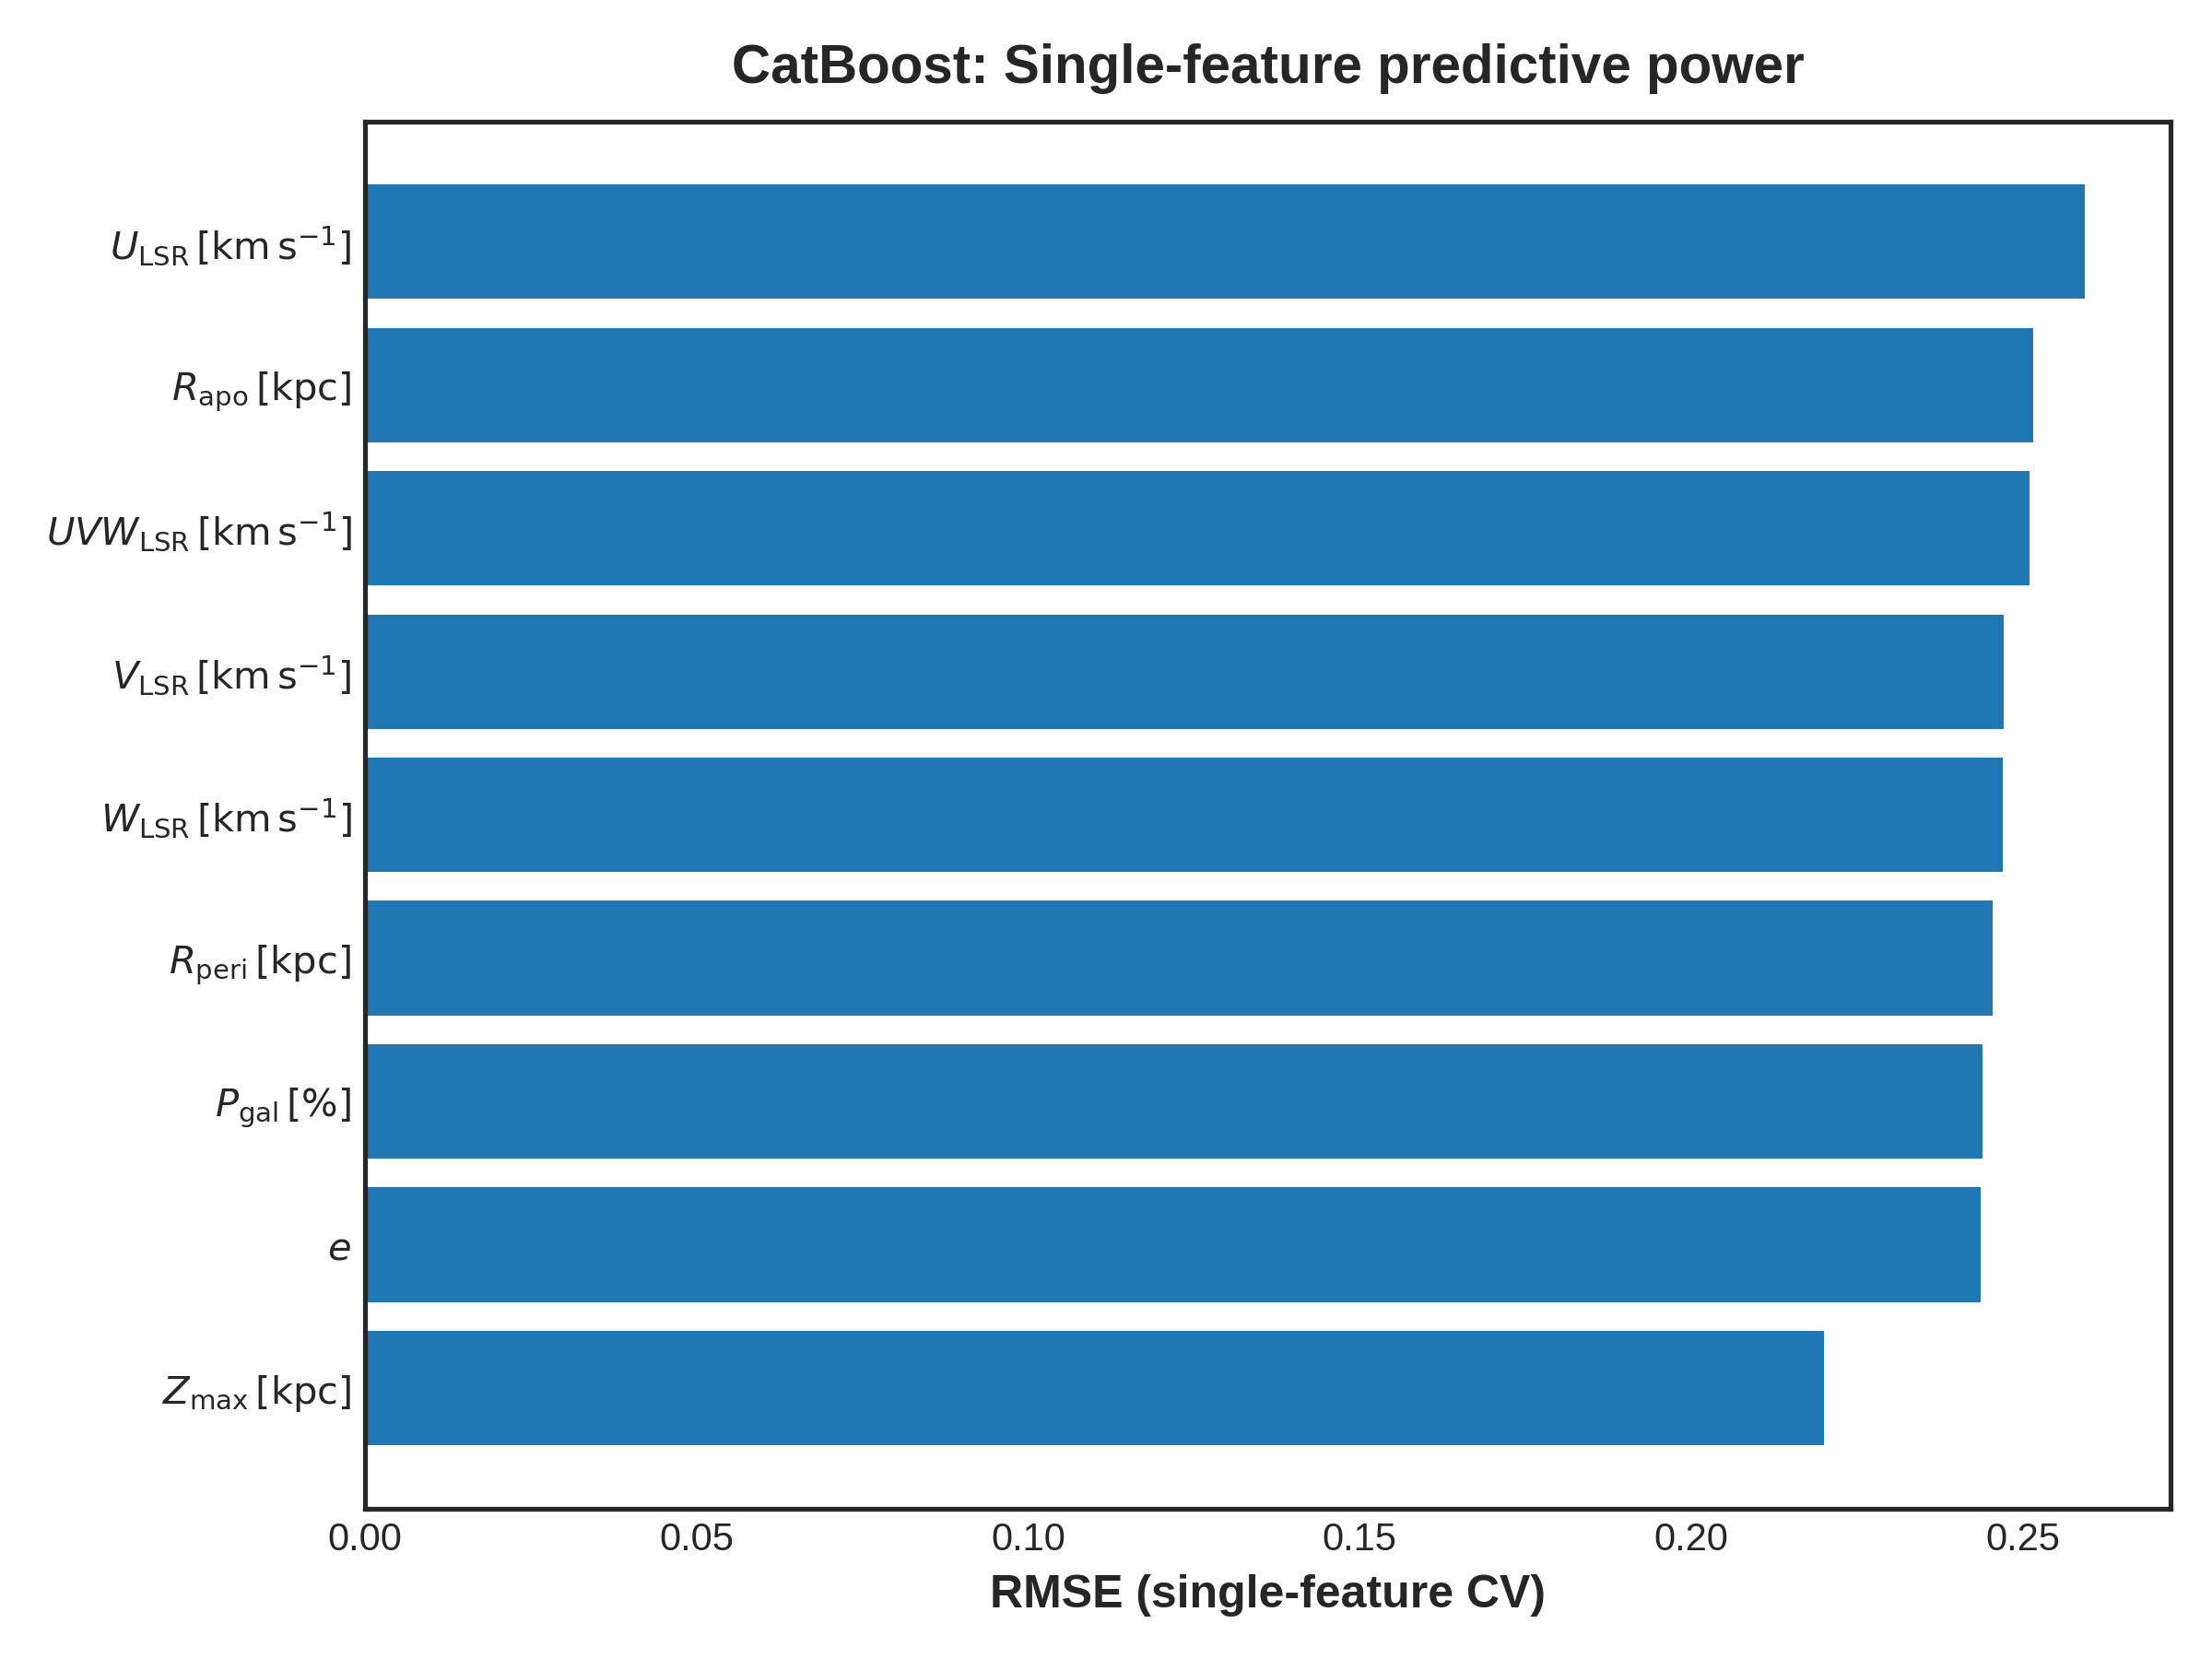 CatBoost: Single-feature predictive power
U_LSR [km s⁻¹]
R_apo [kpc]
UVW_LSR [km s⁻¹]
V_LSR [km s⁻¹]
W_LSR [km s⁻¹]
R_peri [kpc]
P_gal [%]
e
Z_max [kpc]
0.00 0.05 0.10 0.15 0.20 0.25
RMSE (single-feature CV)